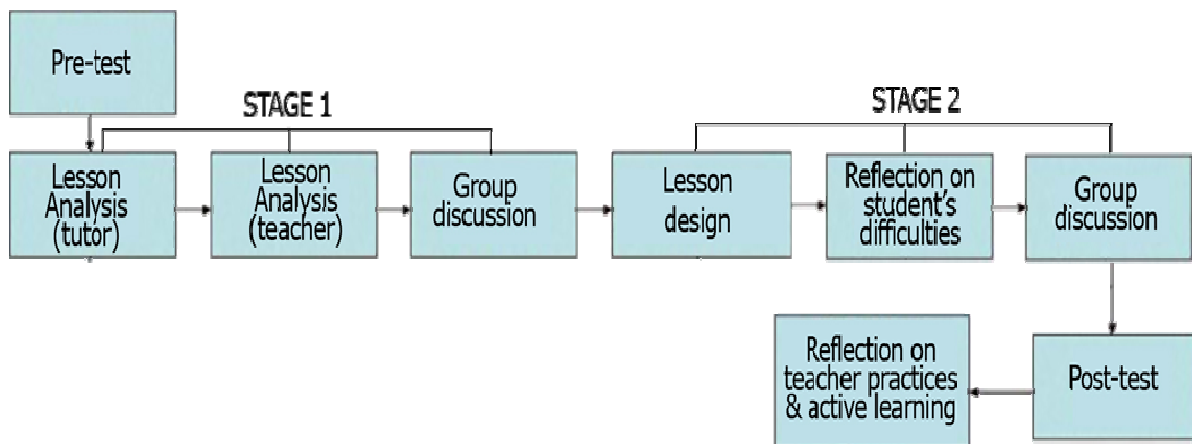 Pre-test
STAGE 1
STAGE 2
Lesson
Analysis
(tutor)
Lesson
Analysis
(teacher)
Group
discussion
Lesson
design
Reflection on
student's
difficulties
Group
discussion
Reflection on
teacher practices
& active learning
Post-test